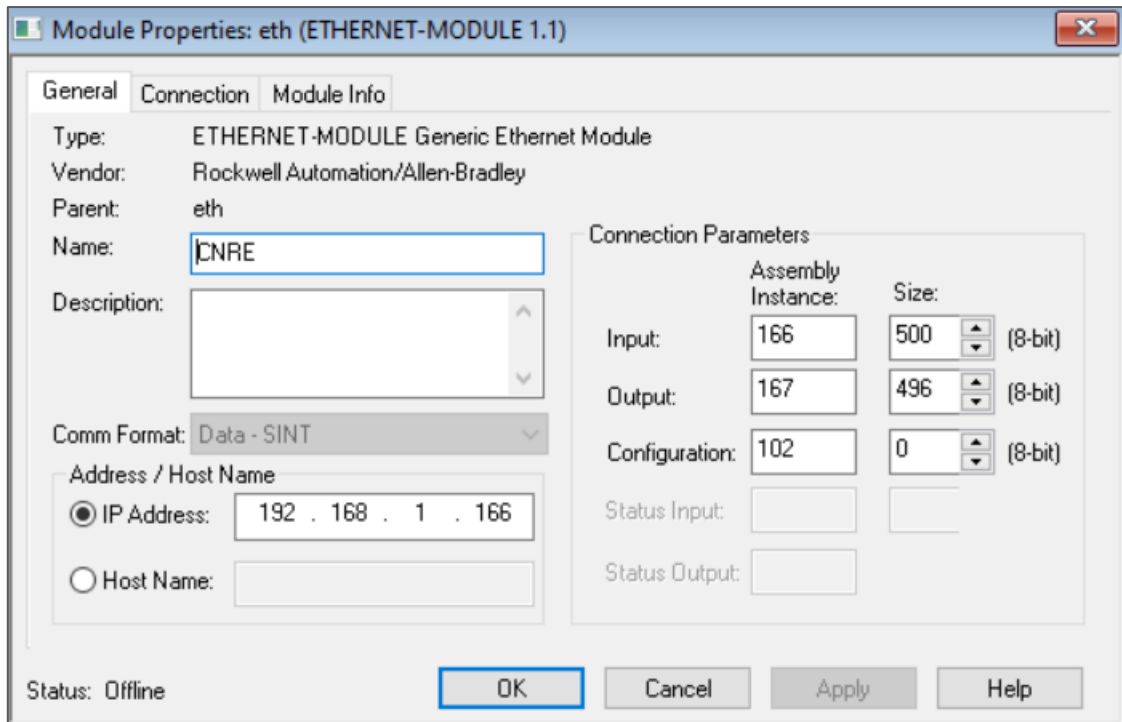 Module Properties: eth (ETHERNET-MODULE 1.1)
General Connection Module Info
Type: ETHERNET-MODULE Generic Ethernet Module
Vendor: Rockwell Automation/Allen-Bradley
Parent: eth
Name: CNRE
Description:
Comm Format: Data - SINT
Address / Host Name
IP Address: 192 . 168 . 1 . 166
Host Name:
Connection Parameters
Assembly
Instance: Size:
Input: 166 500 (8-bit)
Output: 167 496 (8-bit)
Configuration: 102 0 (8-bit)
Status Input:
Status Output:
Status: Offline OK Cancel Apply Help